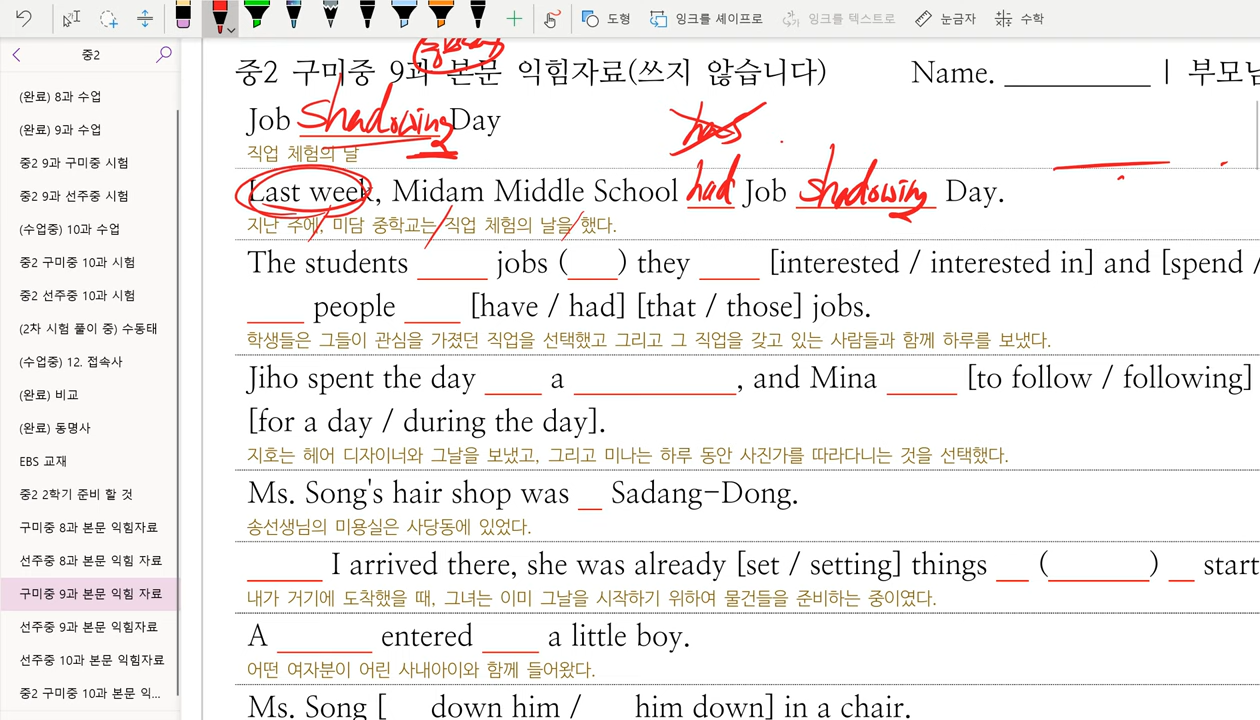 도형 잉크를 셰이프로 잉크를 텍스트로 눈금자 수학
중2
(완료) 8과 수업
(완료) 9과 수업
중2 9과 구미중 시험
중2 9과 선주중 시험
(수업중) 10과 수업
중2 구미중 10과 시험
중2 선주중 10과 시험
(2차 시험 풀이 중) 수동태
(수업중) 12. 접속사
(완료) 비교
(완료) 동명사
EBS 교재
중2 2학기 준비 할 것
구미중 8과 본문 익힘자료
선주중 8과 본문 익힘 자료
구미중 9과 본문 익힘 자료
선주중 9과 본문 익힘자료
선주중 10과 본문 익힘자료
중2 구미중 10과 본문 익...
중2 구미중 9과 본문 익힘자료(쓰지 않습니다) Name. ____________ | 부모님
Job Shadowing Day
직업 체험의 날
has
Last week, Midam Middle School had Job shadowing Day.
지난 주에, 미담 중학교는 직업 체험의 날을 했다.
The students _____ jobs (____) they _____ [interested / interested in] and [spend /
_____ people _____ [have / had] [that / those] jobs.
학생들은 그들이 관심을 가졌던 직업을 선택했고 그리고 그 직업을 갖고 있는 사람들과 함께 하루를 보냈다.
Jiho spent the day _____ a _____________, and Mina ______ [to follow / following]
[for a day / during the day].
지호는 헤어 디자이너와 그날을 보냈고, 그리고 미나는 하루 동안 사진가를 따라다니는 것을 선택했다.
Ms. Song's hair shop was __ Sadang-Dong.
송선생님의 미용실은 사당동에 있었다.
______ I arrived there, she was already [set / setting] things ___ (________) __ start
내가 거기에 도착했을 때, 그녀는 이미 그날을 시작하기 위하여 물건들을 준비하는 중이였다.
A ________ entered _____ a little boy.
어떤 여자분이 어린 사내아이와 함께 들어왔다.
Ms. Song [ down him / him down] in a chair.